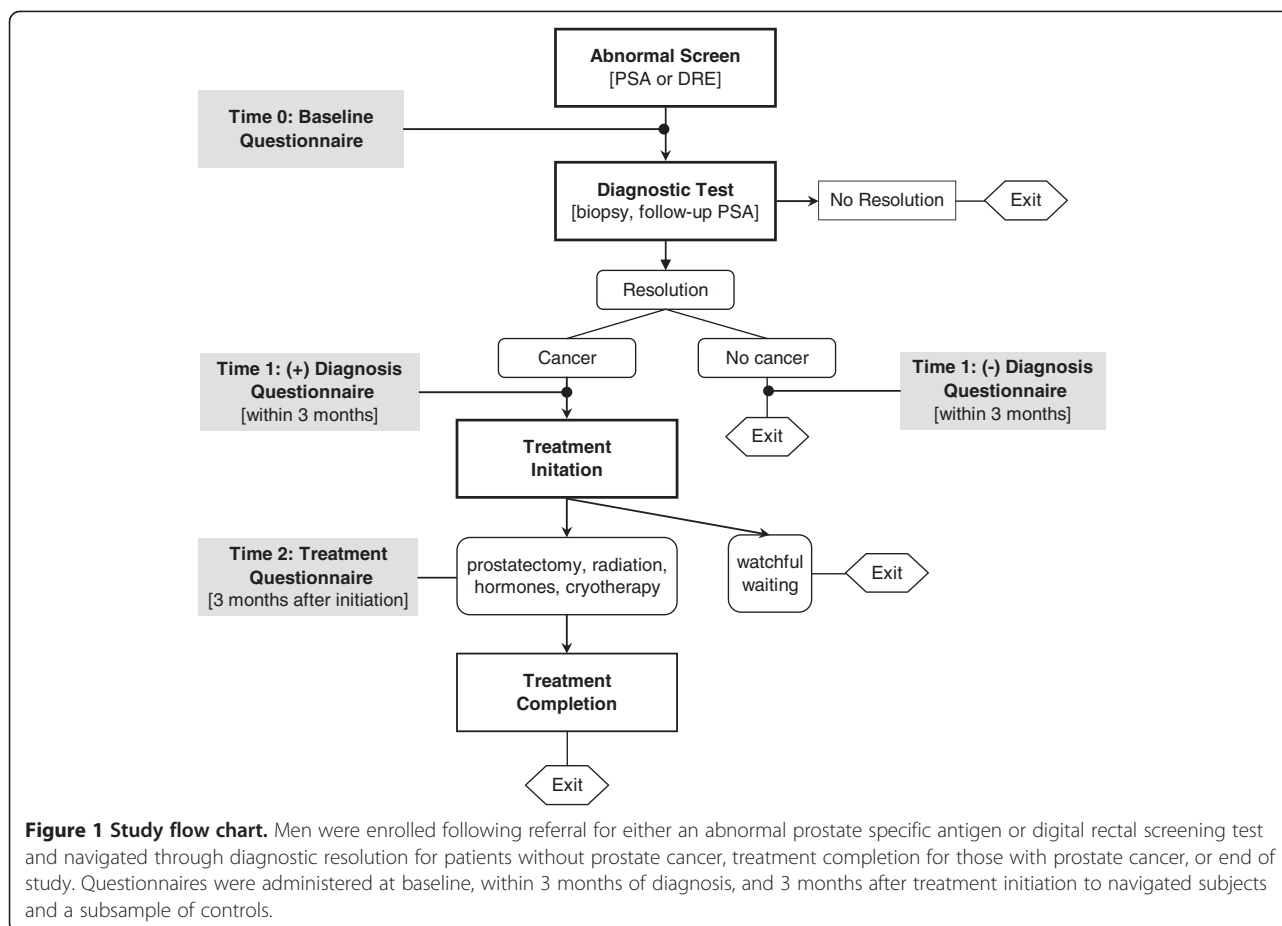 Abnormal Screen
[PSA or DRE]
Time 0: Baseline
Questionnaire
Diagnostic Test
[biopsy, follow-up PSA]
No Resolution
Exit
Resolution
Cancer
No cancer
Time 1: (+) Diagnosis
Questionnaire
[within 3 months]
Time 1: (-) Diagnosis
Questionnaire
[within 3 months]
Exit
Treatment
Initation
Time 2: Treatment
Questionnaire
[3 months after initiation]
prostatectomy, radiation,
hormones, cryotherapy
watchful
waiting
Exit
Treatment
Completion
Exit
Figure 1 Study flow chart. Men were enrolled following referral for either an abnormal prostate specific antigen or digital rectal screening test
and navigated through diagnostic resolution for patients without prostate cancer, treatment completion for those with prostate cancer, or end of
study. Questionnaires were administered at baseline, within 3 months of diagnosis, and 3 months after treatment initiation to navigated subjects
and a subsample of controls.